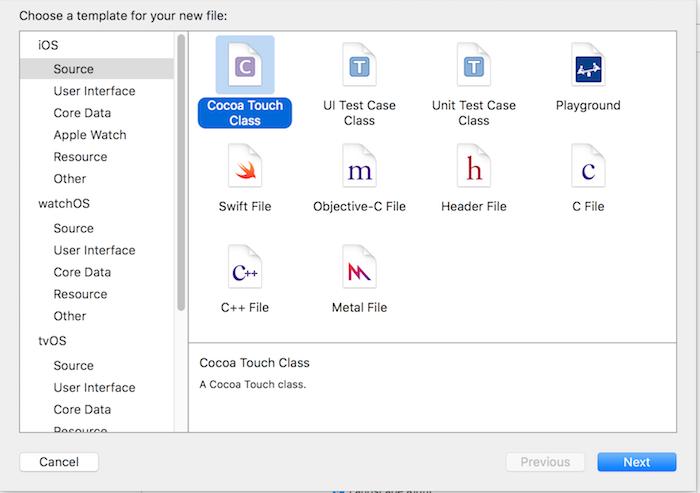 Choose a template for your new file:
iOS
Source
User Interface
Core Data
Apple Watch
Resource
Other
watchOS
Source
User Interface
Core Data
Resource
Other
tvOS
Source
User Interface
Core Data
Resource
C
Cocoa Touch
Class
T
UI Test Case
Class
T
Unit Test Case
Class
Playground
Swift File
m
Objective-C File
h
Header File
c
C File
C++
C++ File
Metal File
Cocoa Touch Class
A Cocoa Touch class.
Cancel
Previous
Next